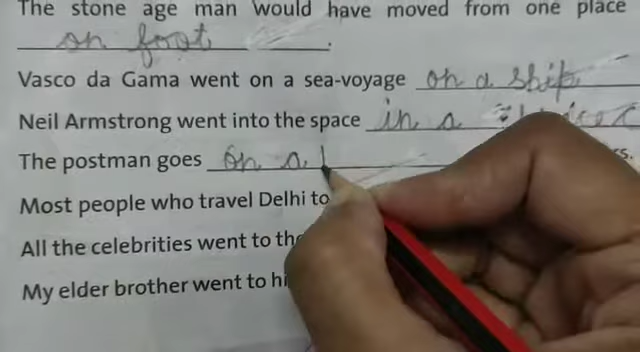 The stone age man would have moved from one place
on foot.
Vasco da Gama went on a sea-voyage on a ship
Neil Armstrong went into the space in a
The postman goes on a
Most people who travel Delhi to
All the celebrities went to the
My elder brother went to hi